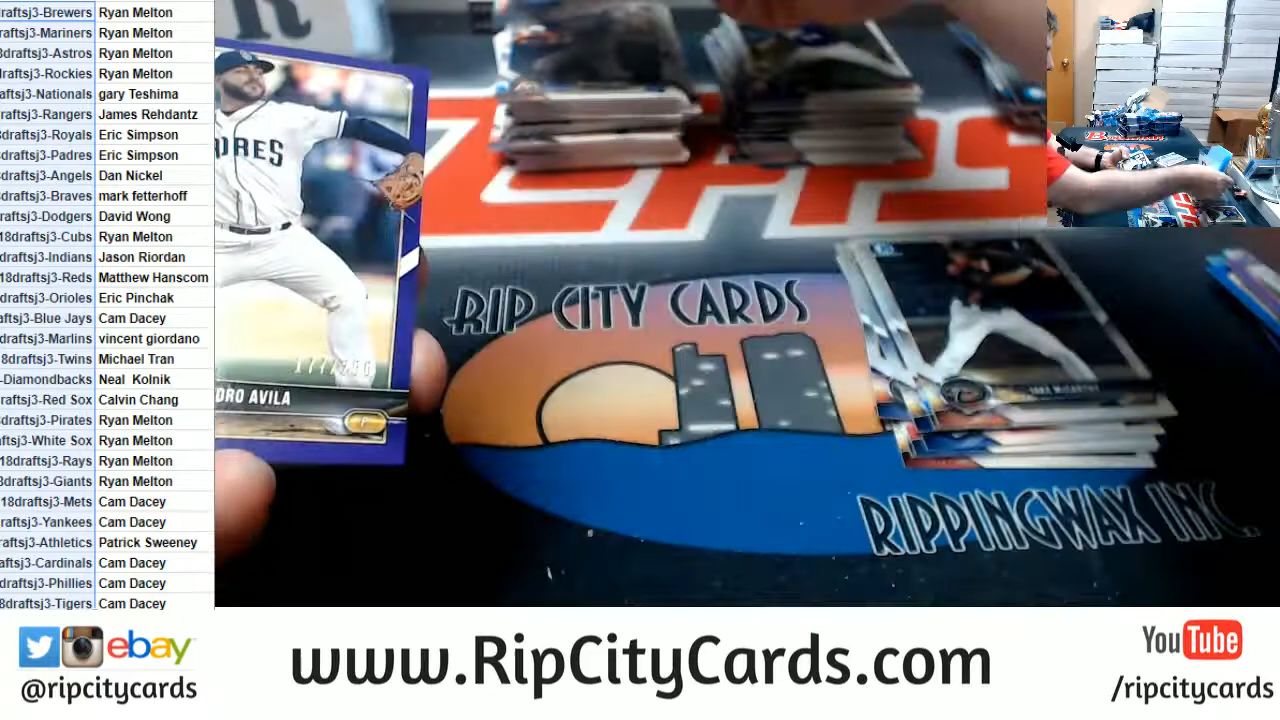 raftsj3-Brewers Ryan Melton
raftsj3-Mariners Ryan Melton
draftsj3-Astros Ryan Melton
raftsj3-Rockies Ryan Melton
aftsj3-Nationals gary Teshima
raftsj3-Rangers James Rehdantz
draftsj3-Royals Eric Simpson
draftsj3-Padres Eric Simpson
draftsj3-Angels Dan Nickel
draftsj3-Braves mark fetterhoff
draftsj3-Dodgers David Wong
18draftsj3-Cubs Ryan Melton
draftsj3-Indians Jason Riordan
18draftsj3-Reds Matthew Hanscom
draftsj3-Orioles Eric Pinchak
aftsj3-Blue Jays Cam Dacey
draftsj3-Marlins vincent giordano
8draftsj3-Twins Michael Tran
-Diamondbacks Neal Kolnik
raftsj3-Red Sox Calvin Chang
draftsj3-Pirates Ryan Melton
aftsj3-White Sox Ryan Melton
18draftsj3-Rays Ryan Melton
8draftsj3-Giants Ryan Melton
18draftsj3-Mets Cam Dacey
raftsj3-Yankees Cam Dacey
raftsj3-Athletics Patrick Sweeney
aftsj3-Cardinals Cam Dacey
draftsj3-Phillies Cam Dacey
8draftsj3-Tigers Cam Dacey
DRES
DRO AVILA
P
RIP CITY CARDS
RIPPINGWAX INC.
ebay
@ripcitycards
www.RipCityCards.com
YouTube
/ripcitycards